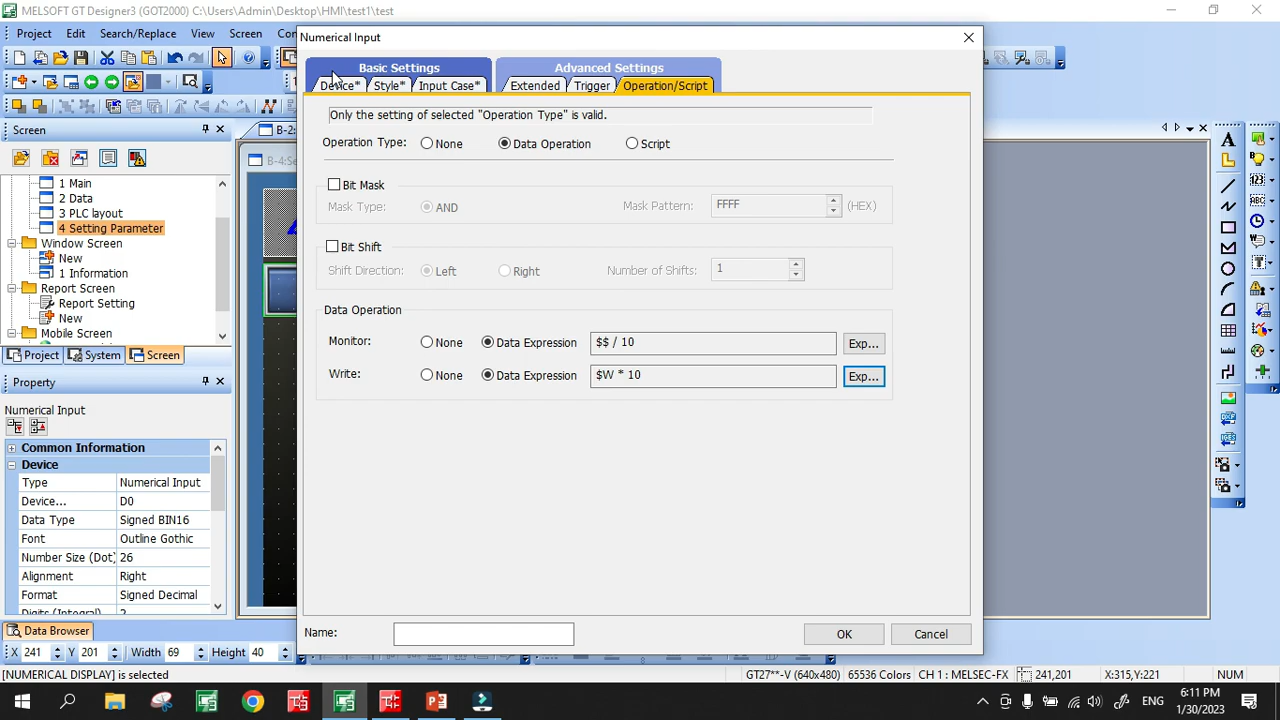 MELSOFT GT Designer3 (GOT2000) C:\Users\Admin\Desktop\HMI\test1\test
Project Edit Search/Replace View Screen Co
Numerical Input
Basic Settings
Advanced Settings
Device* Style* Input Case* Extended Trigger Operation/Script
Only the setting of selected "Operation Type" is valid.
Operation Type: None Data Operation Script
Bit Mask
Mask Type: AND Mask Pattern: FFFF (HEX)
Bit Shift
Shift Direction: Left Right Number of Shifts: 1
Data Operation
Monitor: None Data Expression $$ / 10 Exp...
Write: None Data Expression $W * 10 Exp...
Name: OK Cancel
Screen
B-2:
B-4:Se
1 Main
2 Data
3 PLC layout
4 Setting Parameter
Window Screen
New
1 Information
Report Screen
Report Setting
New
Mobile Screen
Project System Screen
Property
Numerical Input
Common Information
Device
Type Numerical Input
Device... D0
Data Type Signed BIN16
Font Outline Gothic
Number Size (Dot) 26
Alignment Right
Format Signed Decimal
Digits (Integral) 2
Data Browser
X 241 Y 201 Width 69 Height 40
[NUMERICAL DISPLAY] is selected GT27**-V (640x480) 65536 Colors CH 1 : MELSEC-FX 241,201 X:315,Y:221 NUM
ENG 6:11 PM
1/30/2023